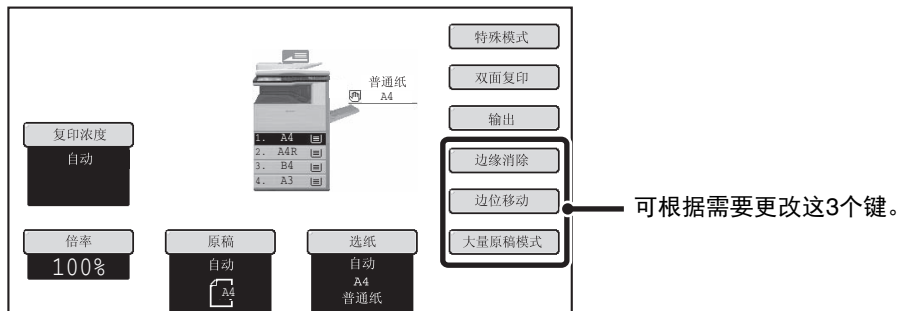 特殊模式
双面复印
普通纸
A4
输出
复印浓度
自动
1. A4
2. A4R
3. B4
4. A3
边缘消除
边位移动
可根据需要更改这3个键。
大量原稿模式
倍率
100%
原稿
自动
A4
选纸
自动
A4
普通纸